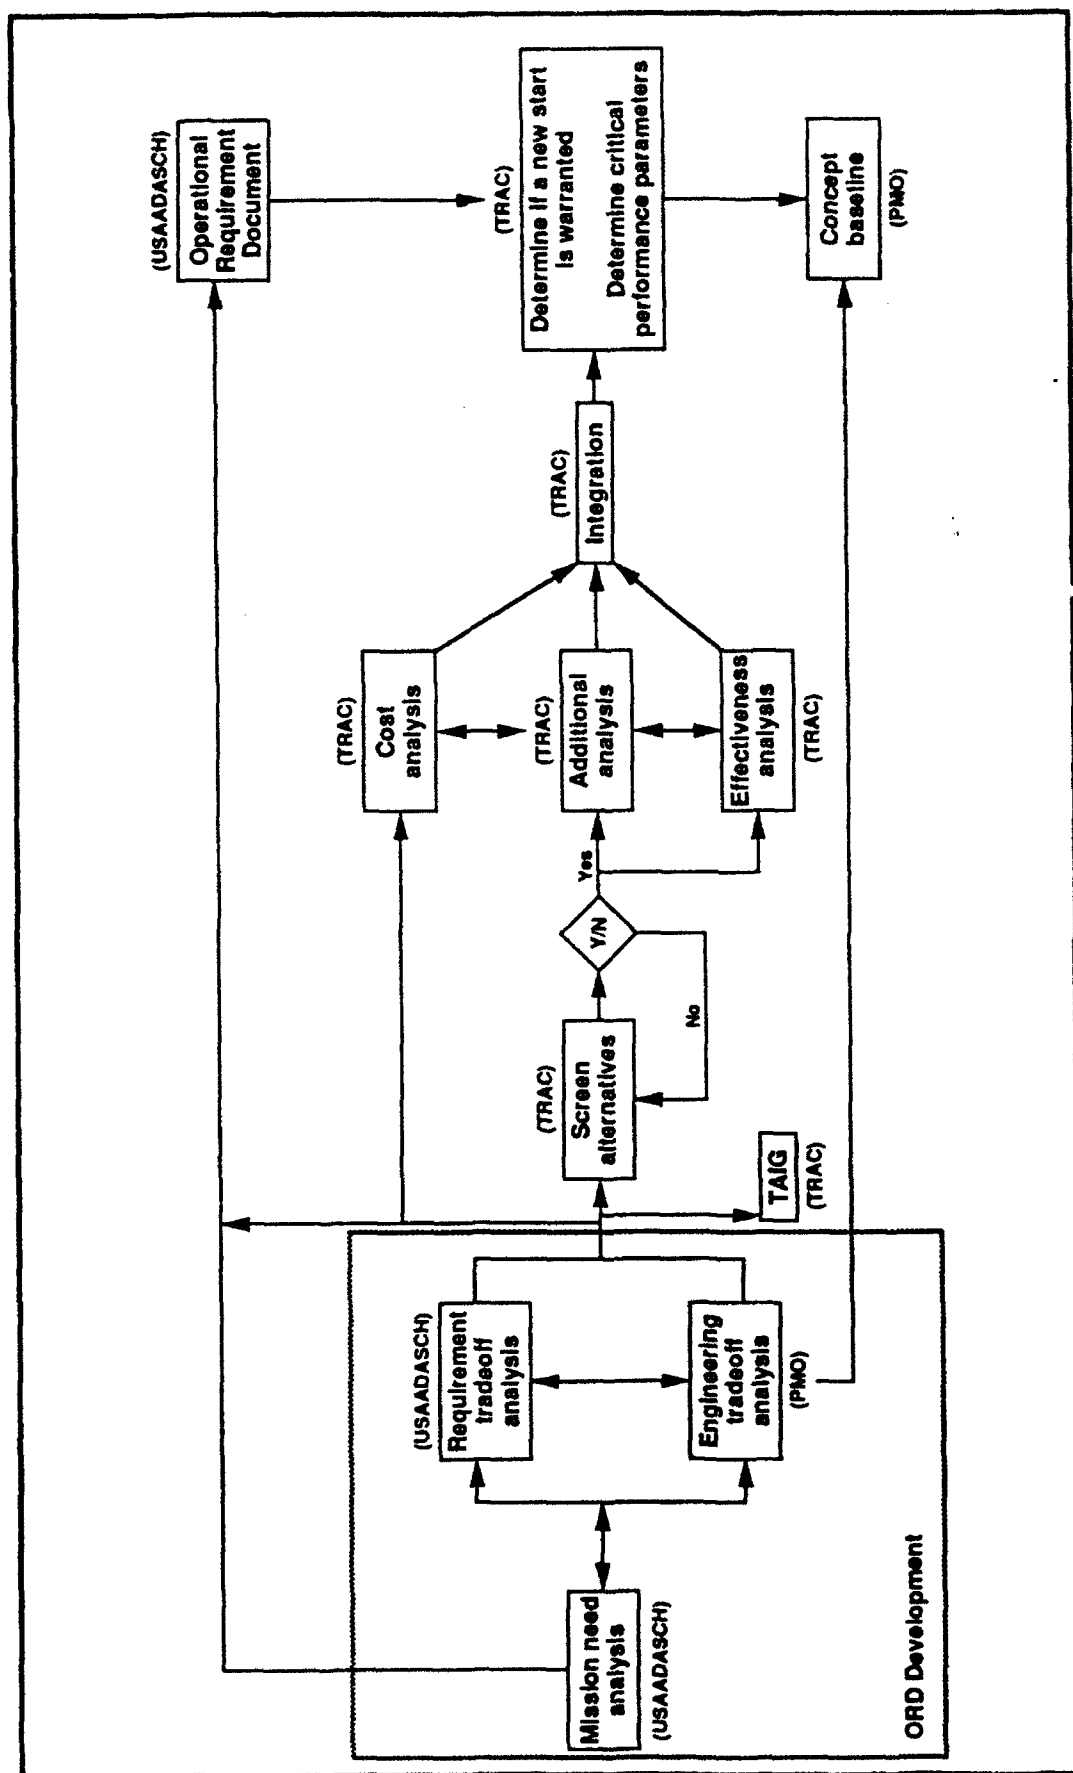 (USAADASCH)
Operational
Requirement
Document
(TRAC)
Determine if a new start
is warranted
Determine critical
performance parameters
Concept
baseline
(PMO)
(TRAC)
Integration
(TRAC)
Cost
analysis
(TRAC)
Additional
analysis
Effectiveness
analysis
(TRAC)
Yes
Y/N
No
(TRAC)
Screen
alternatives
TAIG
(TRAC)
(USAADASCH)
Requirement
tradeoff
analysis
Engineering
tradeoff
analysis
(PMO)
Mission need
analysis
(USAADASCH)
ORD Development